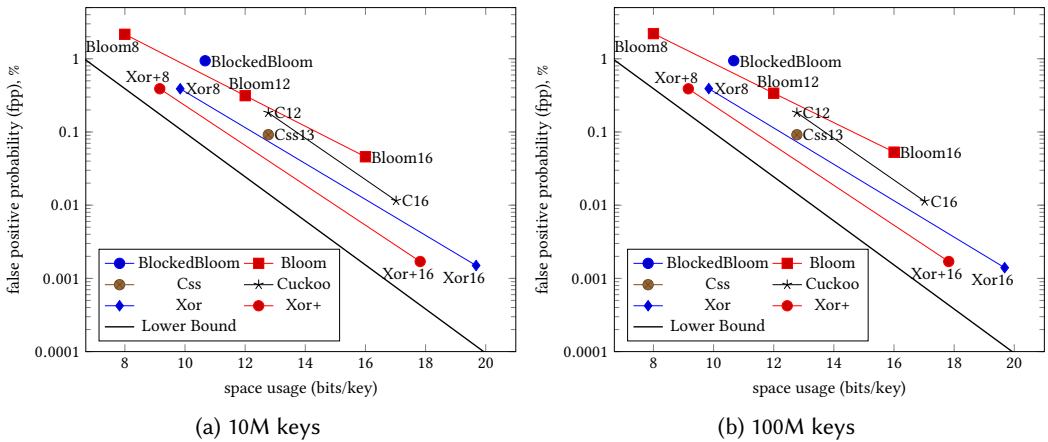 false positive probability (fpp), %
1
0.1
0.01
0.001
0.0001
Bloom8
BlockedBloom
Bloom12
Xor+8
Xor8
C12
Css13
Bloom16
C16
Xor+16
Xor16
BlockedBloom Bloom
Css Cuckoo
Xor Xor+
Lower Bound
8 10 12 14 16 18 20
space usage (bits/key)
(a) 10M keys
false positive probability (fpp), %
1
0.1
0.01
0.001
0.0001
Bloom8
BlockedBloom
Bloom12
Xor+8
Xor8
C12
Css13
Bloom16
C16
Xor+16
Xor16
BlockedBloom Bloom
Css Cuckoo
Xor Xor+
Lower Bound
8 10 12 14 16 18 20
space usage (bits/key)
(b) 100M keys